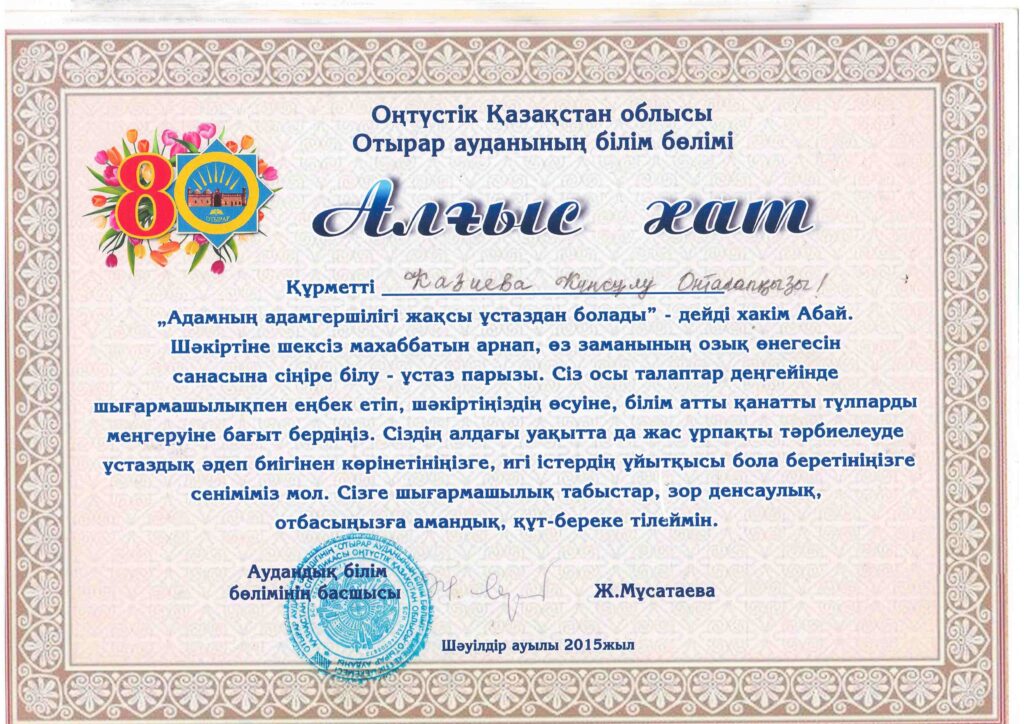 Оңтүстік Қазақстан облысы
Отырар ауданының білім бөлімі
80
ОТЫРАР
Алғыс хат
Құрметті Казиева Күнсулу Онталапқызы!
„Адамның адамгершілігі жақсы ұстаздан болады” - дейді хакім Абай.
Шәкіртіне шексіз махаббатын арнап, өз заманының озық өнегесін
санасына сіңіре білу - ұстаз парызы. Сіз осы талаптар деңгейінде
шығармашылықпен еңбек етіп, шәкіртіңіздің өсуіне, білім атты қанатты тұлпарды
меңгеруіне бағыт бердіңіз. Сіздің алдағы уақытта да жас ұрпақты тәрбиелеуде
ұстаздық әдеп биігінен көрінетініңізге, игі істердің ұйытқысы бола беретініңізге
сеніміміз мол. Сізге шығармашылық табыстар, зор денсаулық,
отбасыңызға амандық, құт-береке тілеймін.
Аудандық білім
бөлімінің басшысы
Ж.Мұсатаева
Шәуілдір ауылы 2015жыл